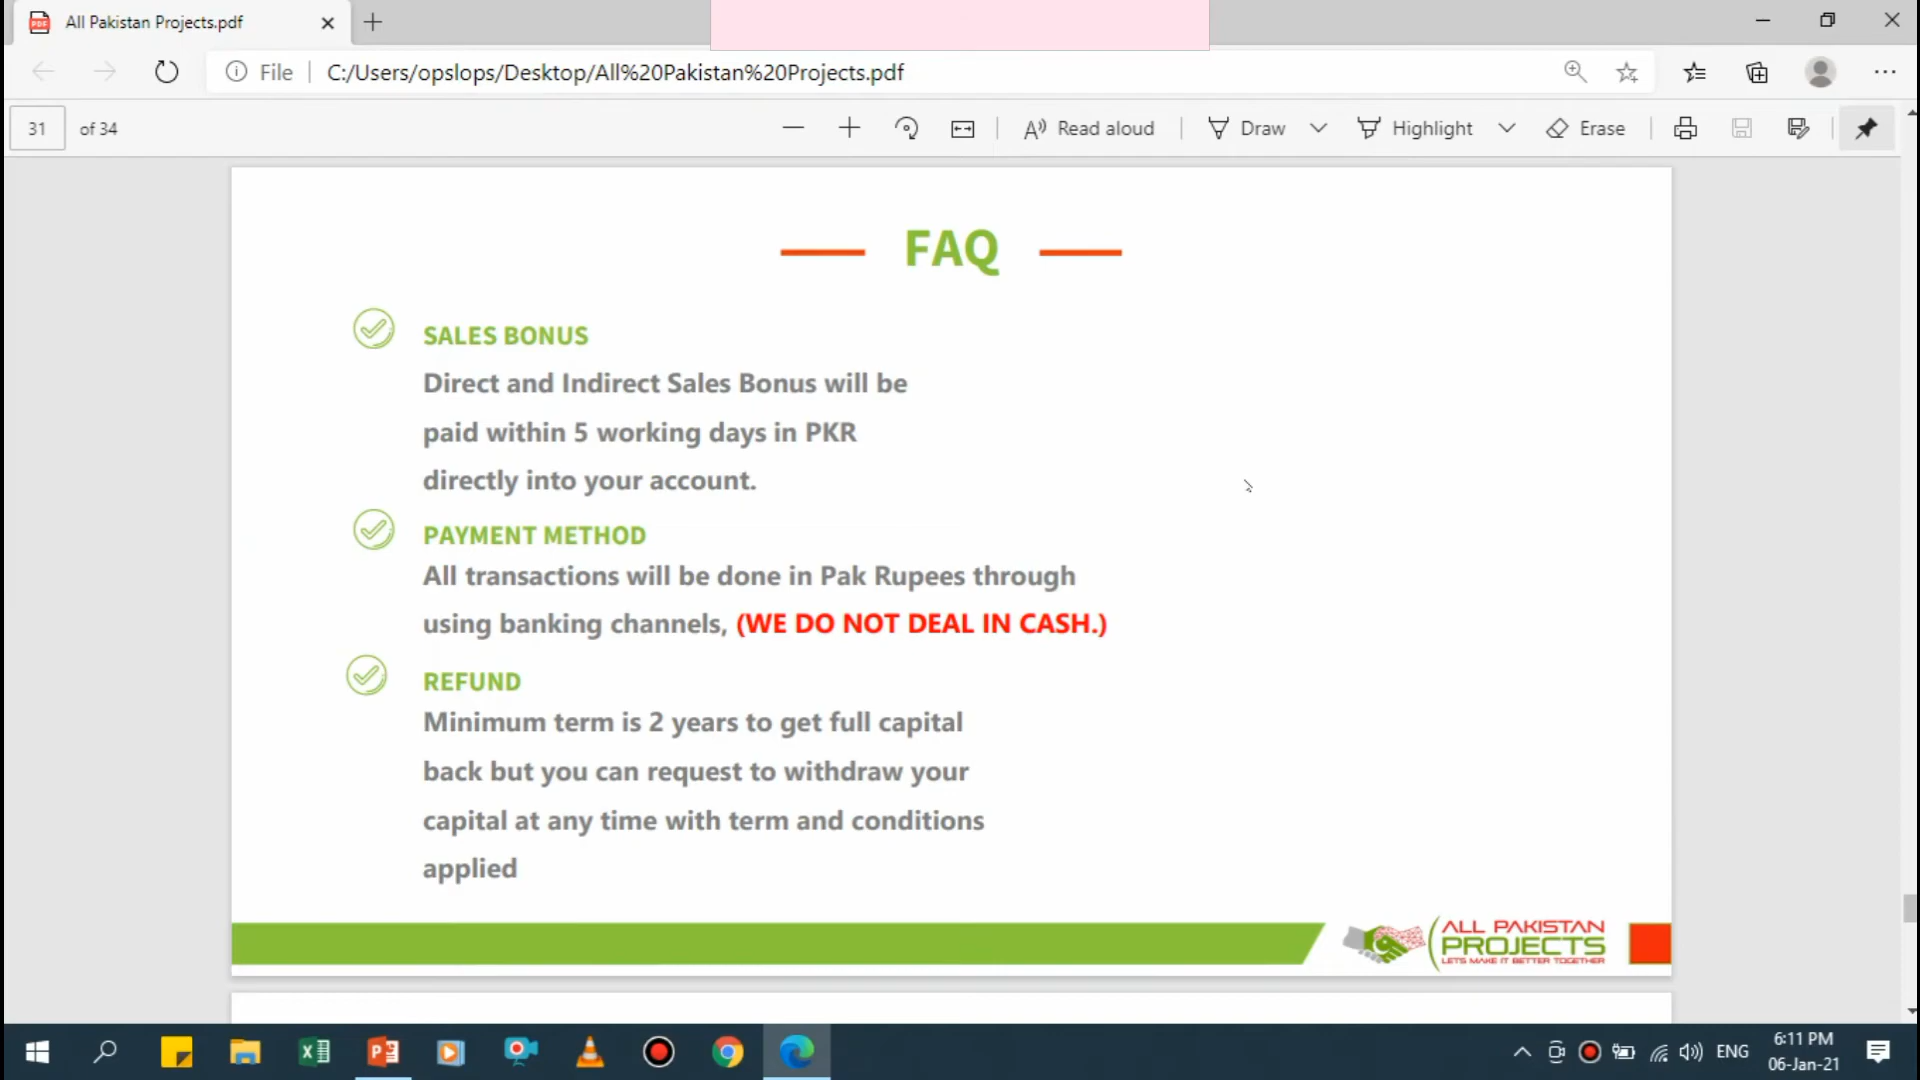 All Pakistan Projects.pdf
File
C:/Users/opslops/Desktop/All%20Pakistan%20Projects.pdf
31 of 34
Read aloud
Draw
Highlight
Erase
FAQ
SALES BONUS
Direct and Indirect Sales Bonus will be
paid within 5 working days in PKR
directly into your account.
PAYMENT METHOD
All transactions will be done in Pak Rupees through
using banking channels, (WE DO NOT DEAL IN CASH.)
REFUND
Minimum term is 2 years to get full capital
back but you can request to withdraw your
capital at any time with term and conditions
applied
ALL PAKISTAN
PROJECTS
LETS MAKE IT BETTER TOGETHER
ENG
6:11 PM
06-Jan-21